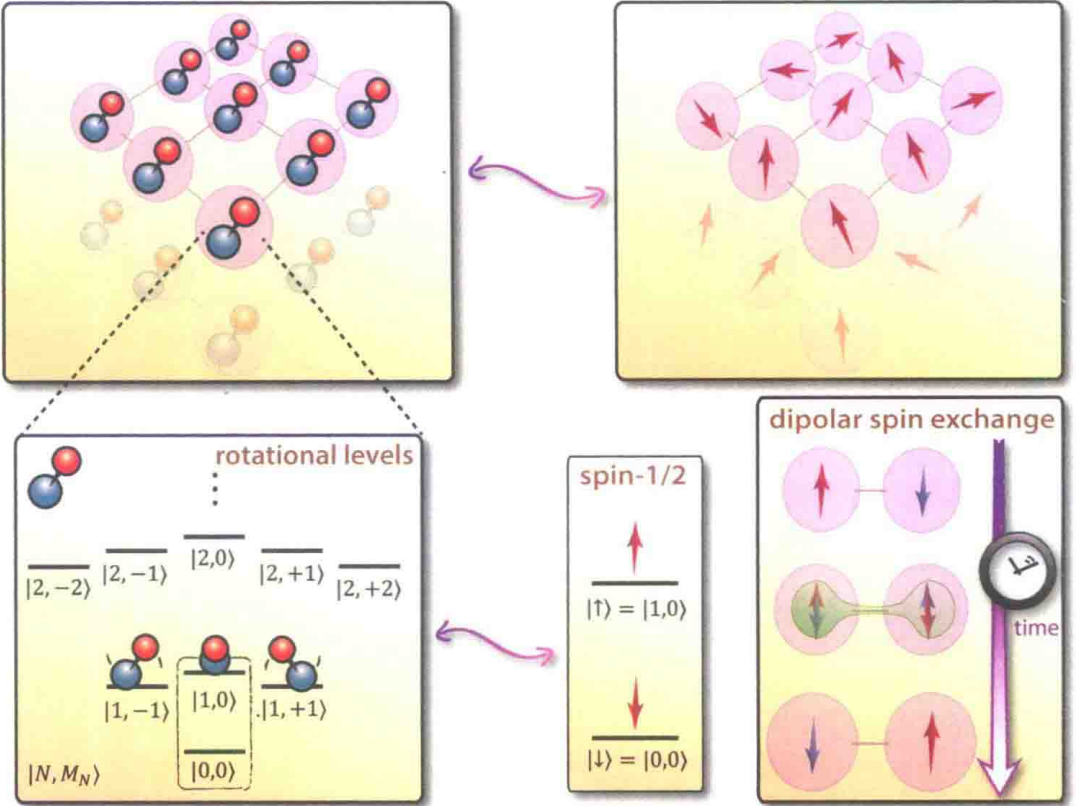 rotational levels
|2,−2⟩
|2,−1⟩
|2,0⟩
|2,+1⟩
|2,+2⟩
|1,−1⟩
|1,0⟩
.|1,+1⟩
|0,0⟩
|N,M_N⟩
spin-1/2
|↑⟩ = |1,0⟩
|↓⟩ = |0,0⟩
dipolar spin exchange
time